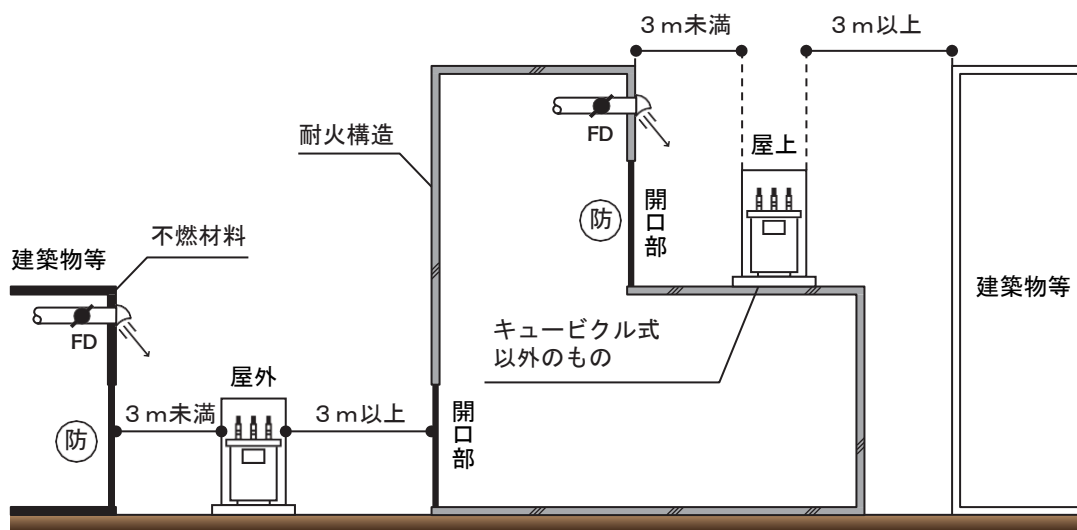 3m未満
3m以上
FD
屋上
耐火構造
防
開口部
不燃材料
建築物等
建築物等
FD
キュービクル式
以外のもの
屋外
3m未満
3m以上
防
開口部